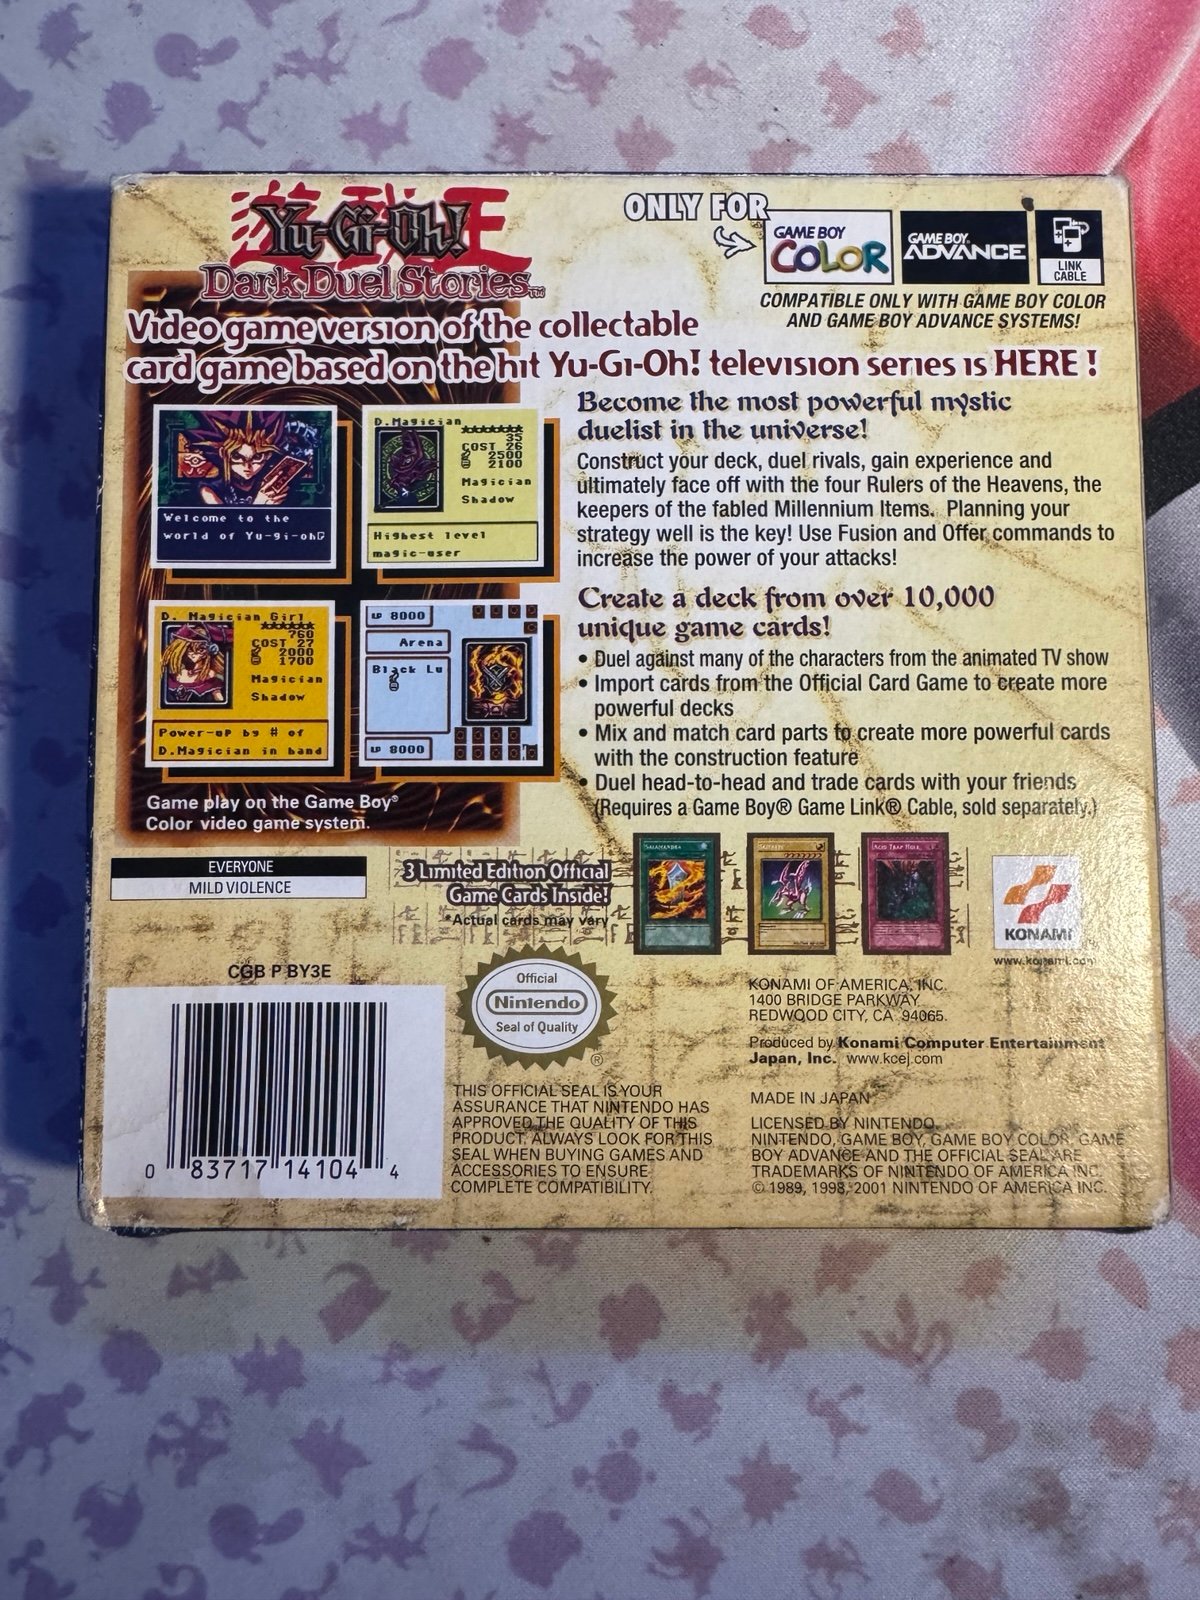 遊戯王
Yu-Gi-Oh!
Dark Duel Stories™
ONLY FOR
GAME BOY
COLOR
GAME BOY
ADVANCE
LINK
CABLE
COMPATIBLE ONLY WITH GAME BOY COLOR
AND GAME BOY ADVANCE SYSTEMS!
Video game version of the collectable
card game based on the hit Yu-Gi-Oh! television series is HERE !
Welcome to the
world of Yu-gi-oh
D.Magician
35
COST 26
2500
2100
Magician
Shadow
Highest level
magic-user
D. Magician Girl
760
COST 27
2000
1700
Magician
Shadow
Power-up by # of
D.Magician in hand
LP 8000
Arena
Black Lu
LP 8000
Game play on the Game Boy®
Color video game system.
Become the most powerful mystic
duelist in the universe!
Construct your deck, duel rivals, gain experience and
ultimately face off with the four Rulers of the Heavens, the
keepers of the fabled Millennium Items. Planning your
strategy well is the key! Use Fusion and Offer commands to
increase the power of your attacks!
Create a deck from over 10,000
unique game cards!
• Duel against many of the characters from the animated TV show
• Import cards from the Official Card Game to create more
powerful decks
• Mix and match card parts to create more powerful cards
with the construction feature
• Duel head-to-head and trade cards with your friends
(Requires a Game Boy® Game Link® Cable, sold separately.)
EVERYONE
MILD VIOLENCE
3 Limited Edition Official
Game Cards Inside!
*Actual cards may vary
SALAMANDRA
ACID TRAP HOLE
KONAMI
www.konami.com
CGB P BY3E
0 83717 14104 4
Official
Nintendo
Seal of Quality
®
THIS OFFICIAL SEAL IS YOUR
ASSURANCE THAT NINTENDO HAS
APPROVED THE QUALITY OF THIS
PRODUCT. ALWAYS LOOK FOR THIS
SEAL WHEN BUYING GAMES AND
ACCESSORIES TO ENSURE
COMPLETE COMPATIBILITY.
KONAMI OF AMERICA, INC.
1400 BRIDGE PARKWAY
REDWOOD CITY, CA 94065.
Produced by Konami Computer Entertainment
Japan, Inc. www.kcej.com
MADE IN JAPAN
LICENSED BY NINTENDO.
NINTENDO, GAME BOY, GAME BOY COLOR, GAME
BOY ADVANCE AND THE OFFICIAL SEAL ARE
TRADEMARKS OF NINTENDO OF AMERICA INC.
© 1989, 1998, 2001 NINTENDO OF AMERICA INC.